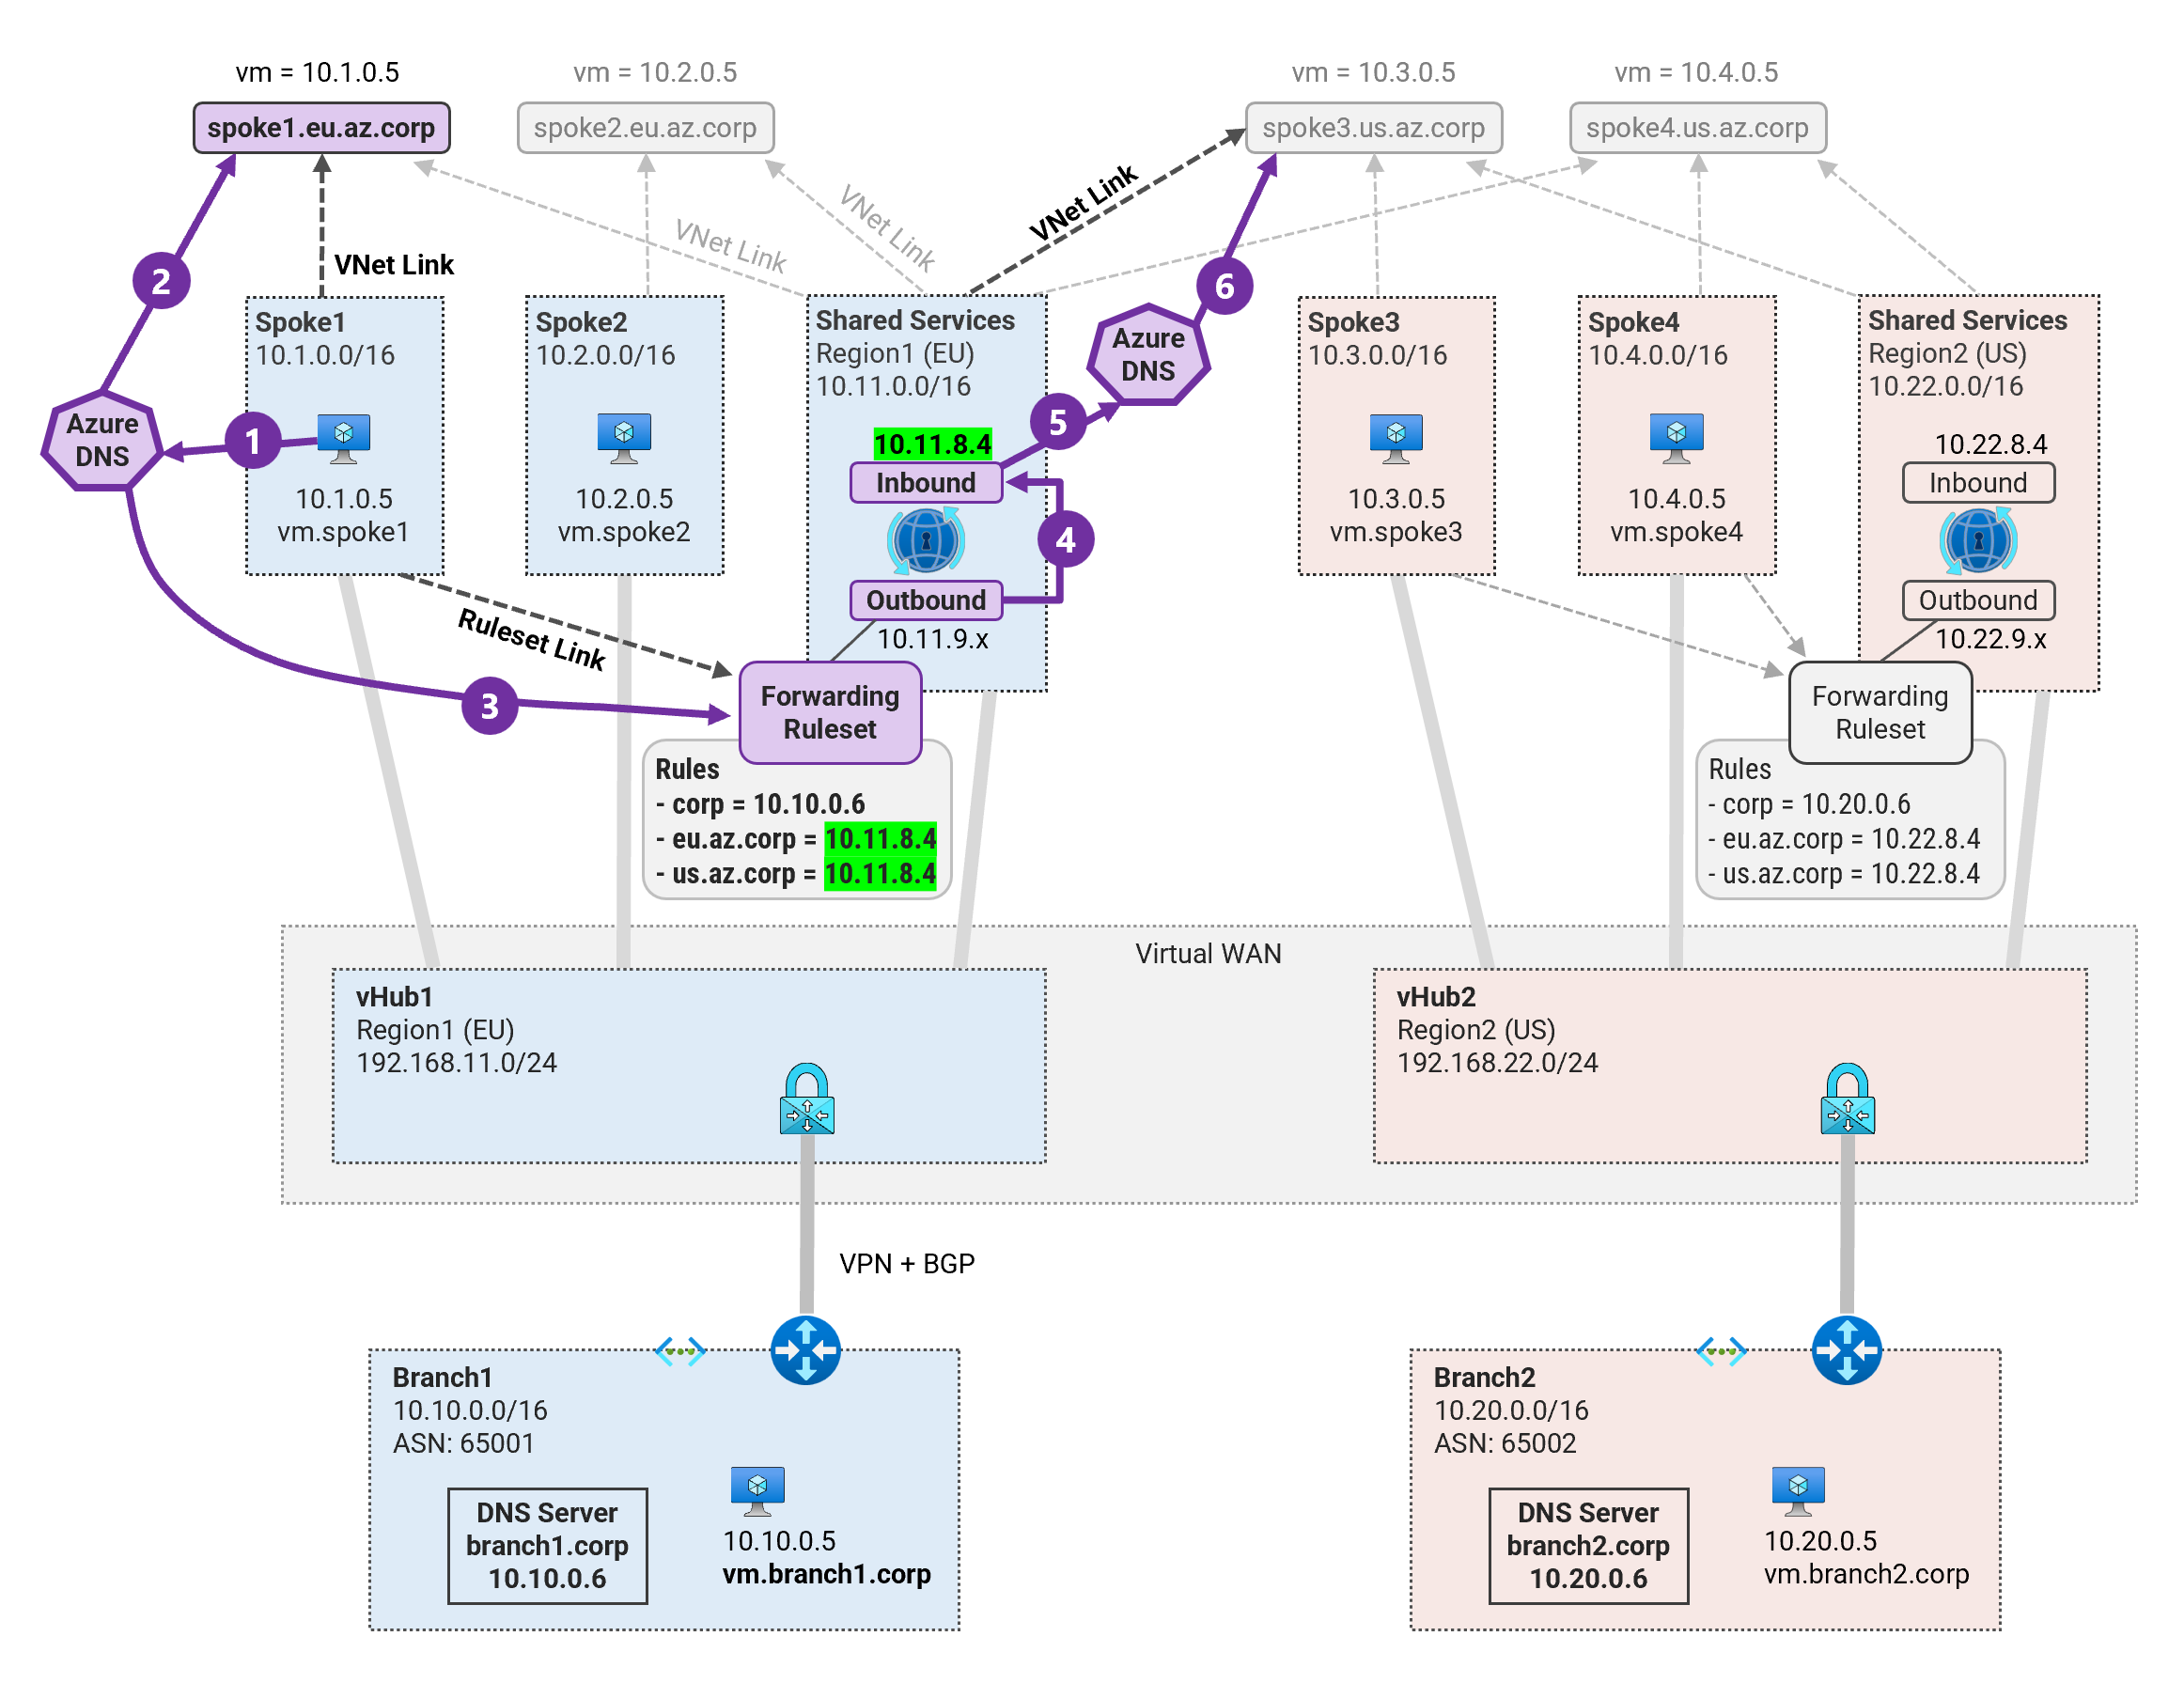 vm = 10.1.0.5
vm = 10.2.0.5
vm = 10.3.0.5
vm = 10.4.0.5
spoke1.eu.az.corp
spoke2.eu.az.corp
spoke3.us.az.corp
spoke4.us.az.corp
VNet Link
VNet Link
VNet Link
VNet Link
2
6
Spoke1
10.1.0.0/16
Spoke2
10.2.0.0/16
Shared Services
Region1 (EU)
10.11.0.0/16
Azure
DNS
Spoke3
10.3.0.0/16
Spoke4
10.4.0.0/16
Shared Services
Region2 (US)
10.22.0.0/16
Azure
DNS
1
5
10.11.8.4
Inbound
10.22.8.4
Inbound
10.1.0.5
vm.spoke1
10.2.0.5
vm.spoke2
4
10.3.0.5
vm.spoke3
10.4.0.5
vm.spoke4
Outbound
10.11.9.x
Outbound
10.22.9.x
Ruleset Link
3
Forwarding
Ruleset
Rules
- corp = 10.10.0.6
- eu.az.corp = 10.11.8.4
- us.az.corp = 10.11.8.4
Forwarding
Ruleset
Rules
- corp = 10.20.0.6
- eu.az.corp = 10.22.8.4
- us.az.corp = 10.22.8.4
Virtual WAN
vHub1
Region1 (EU)
192.168.11.0/24
vHub2
Region2 (US)
192.168.22.0/24
VPN + BGP
Branch1
10.10.0.0/16
ASN: 65001
DNS Server
branch1.corp
10.10.0.6
10.10.0.5
vm.branch1.corp
Branch2
10.20.0.0/16
ASN: 65002
DNS Server
branch2.corp
10.20.0.6
10.20.0.5
vm.branch2.corp